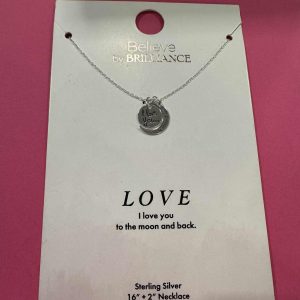 Believe
by BRILLIANCE
LOVE
I love you
to the moon and back.
Sterling Silver
16" + 2" Necklace